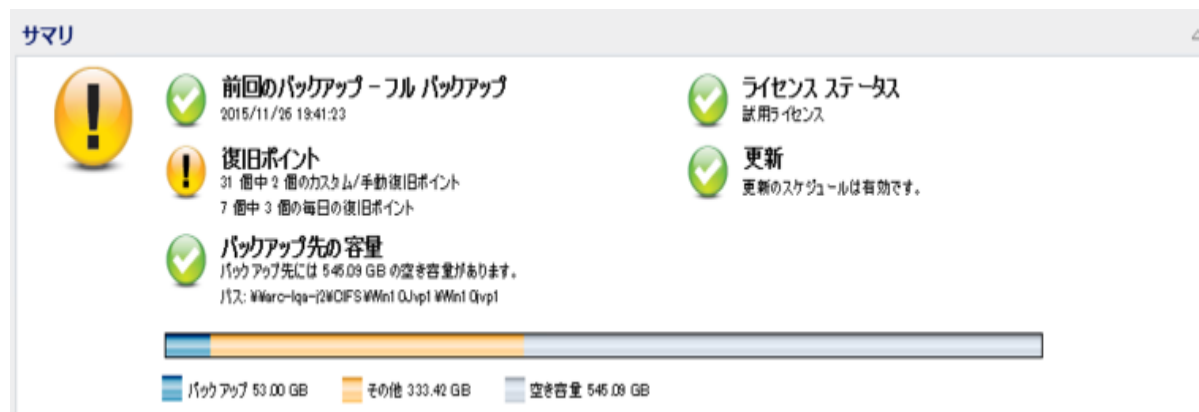 サマリ
前回のバックアップ - フル バックアップ
2015/11/26 19:41:23
復旧ポイント
31 個中 2 個のカスタム/手動復旧ポイント
7 個中 3 個の毎日の復旧ポイント
バックアップ先の容量
バックアップ先には 545.09 GB の空き容量があります。
パス:
ライセンス ステータス
試用ライセンス
更新
更新のスケジュールは有効です。
バックアップ 53.00 GB
その他 333.42 GB
空き容量 545.09 GB